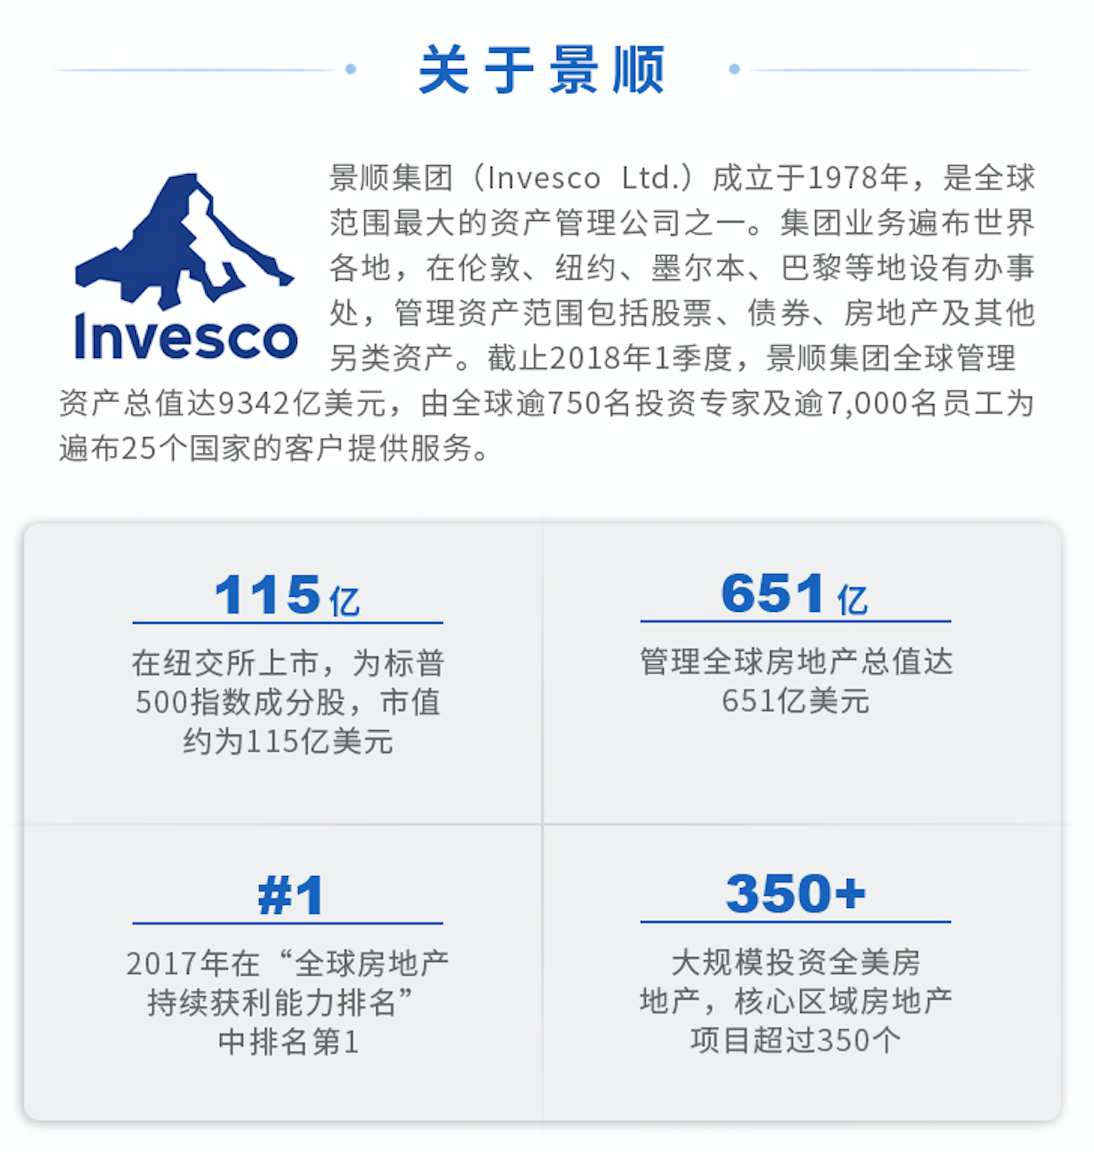 关于景顺
景顺集团（Invesco Ltd.）成立于1978年，是全球
范围最大的资产管理公司之一。集团业务遍布世界
各地，在伦敦、纽约、墨尔本、巴黎等地设有办事
处，管理资产范围包括股票、债券、房地产及其他
另类资产。截止2018年1季度，景顺集团全球管理
Invesco
资产总值达9342亿美元，由全球逾750名投资专家及逾7,000名员工为
遍布25个国家的客户提供服务。
115亿
在纽交所上市，为标普
500指数成分股，市值
约为115亿美元
651亿
管理全球房地产总值达
651亿美元
#1
2017年在“全球房地产
持续获利能力排名”
中排名第1
350+
大规模投资全美房
地产，核心区域房地产
项目超过350个